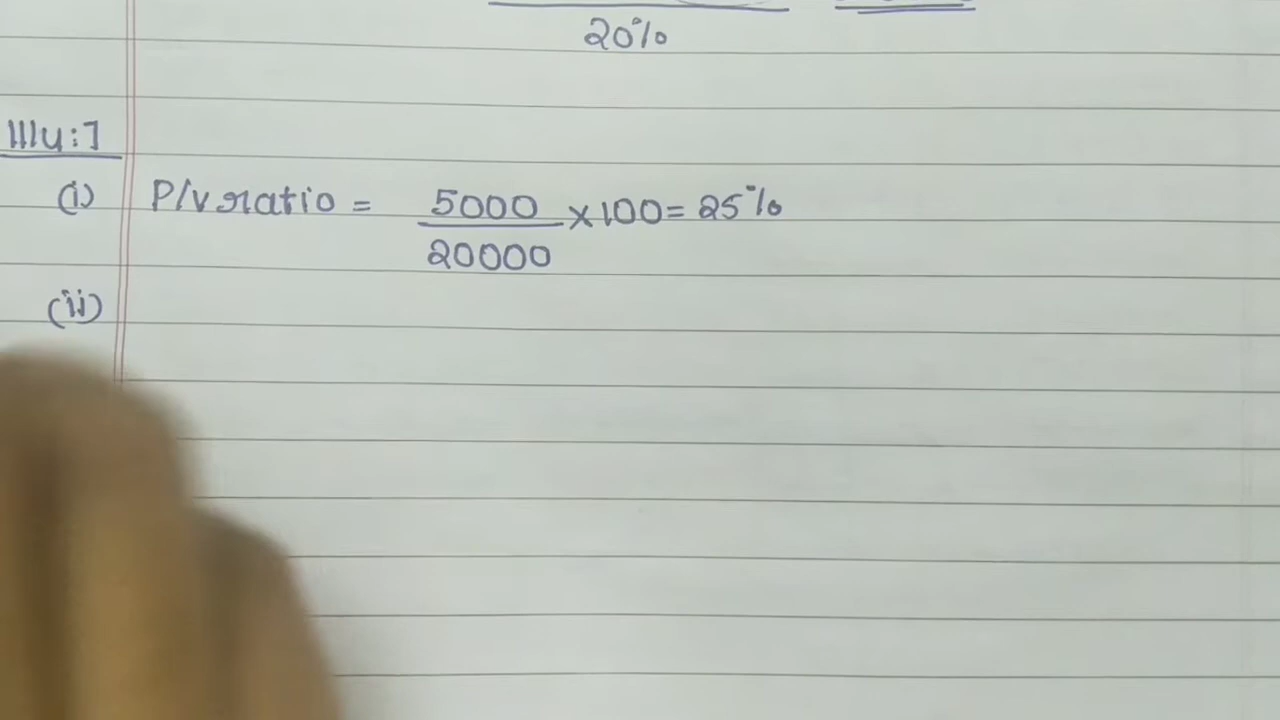 20%
Illu:7
(i) P/v ratio = 5000/20000 ×100= 25%
(ii)